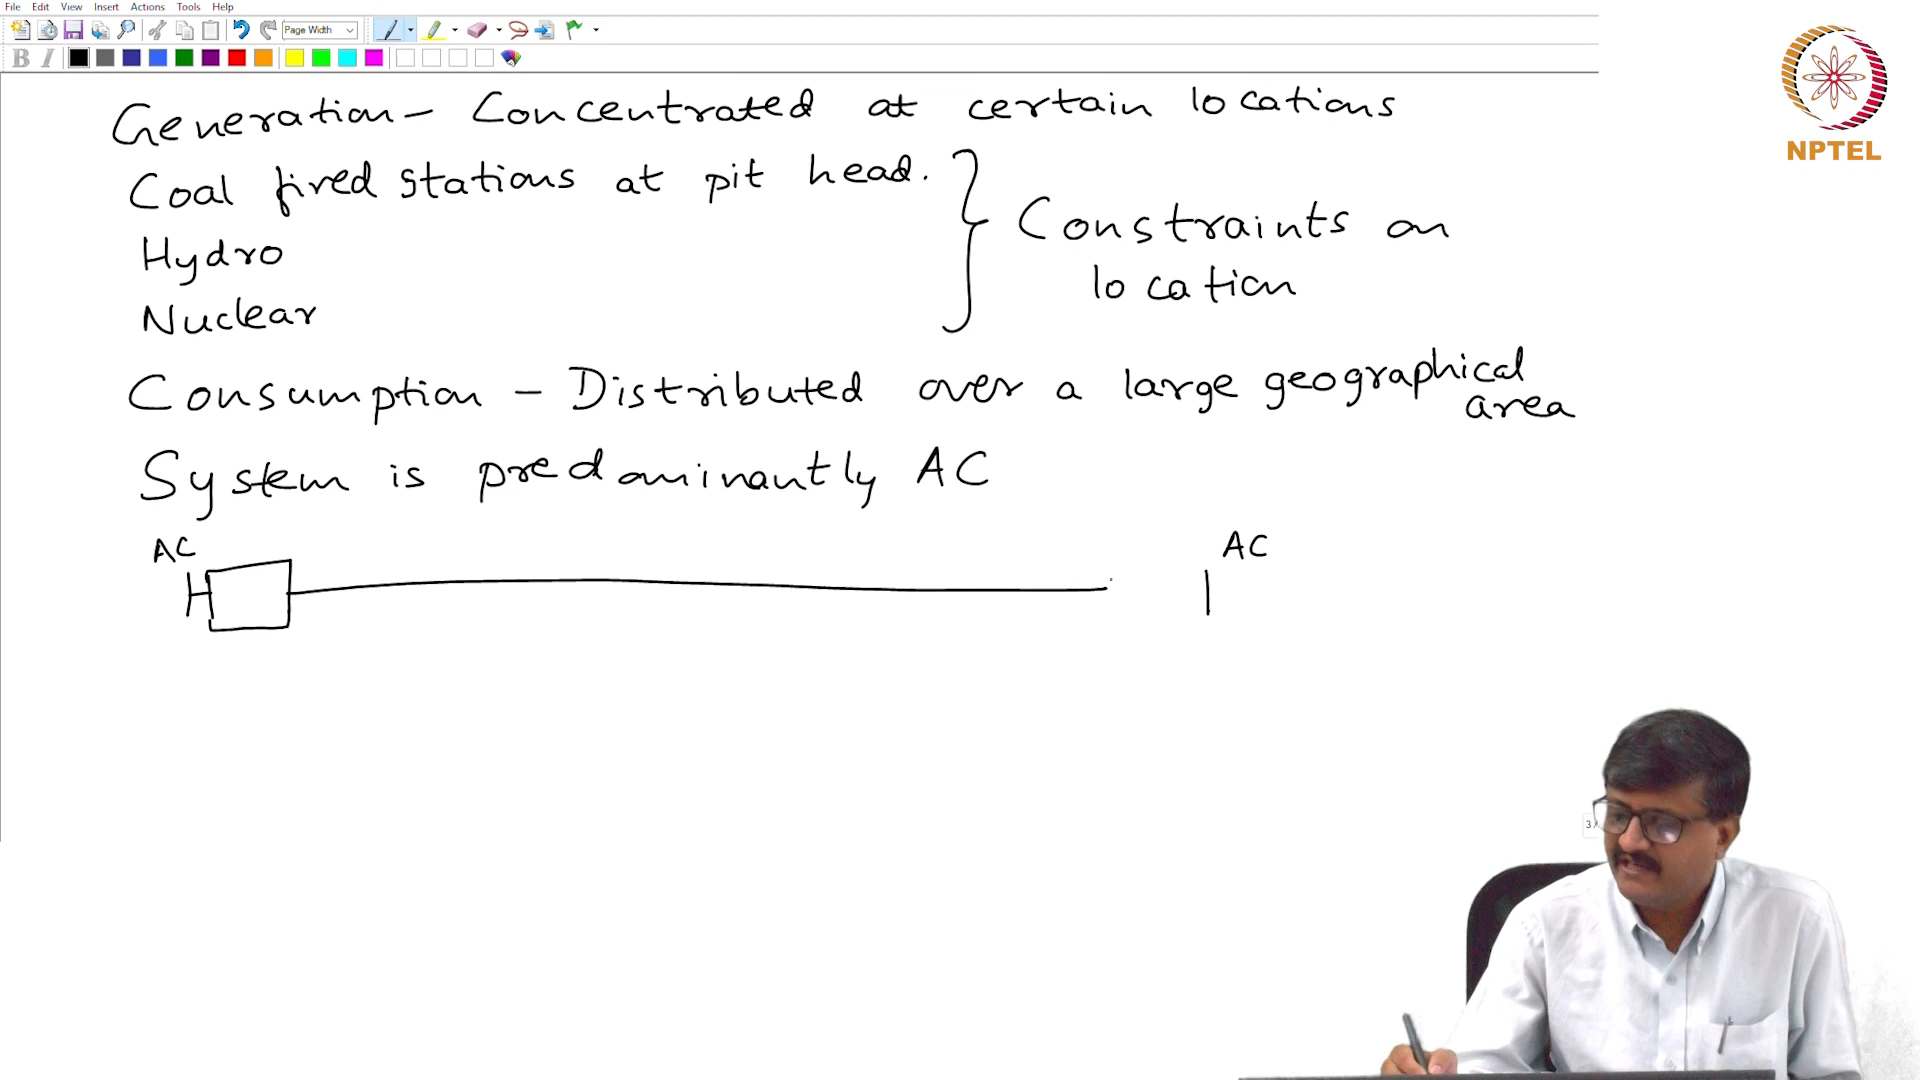 File Edit View Insert Actions Tools Help
Page Width
B I
Generation - Concentrated at certain locations
Coal fired stations at pit head.
Hydro
Nuclear
Constraints on
location
Consumption - Distributed over a large geographical
area
System is predominantly AC
AC
AC
NPTEL